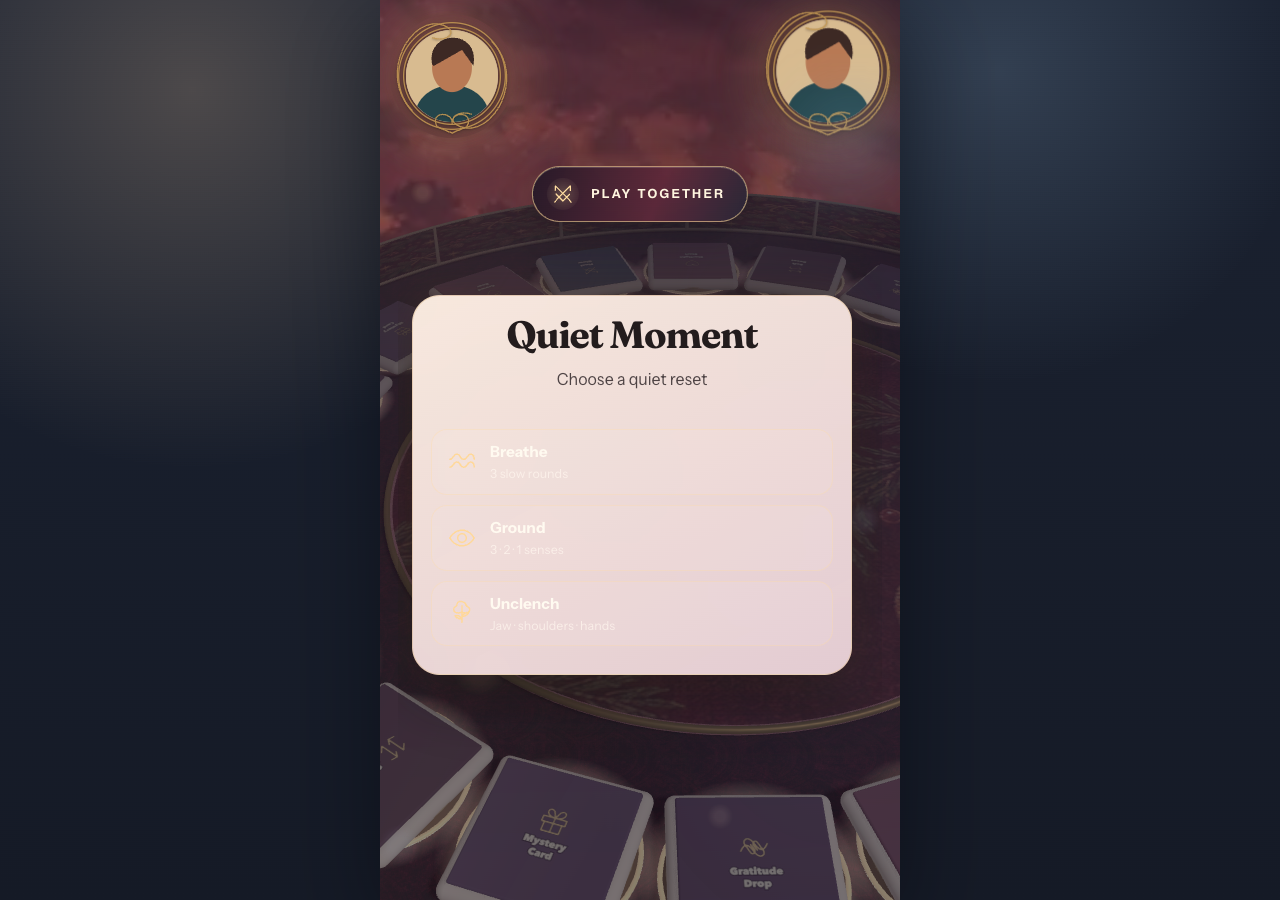 PLAY TOGETHER
Quiet Moment
Choose a quiet reset
Breathe
3 slow rounds
Ground
3 · 2 · 1 senses
Unclench
Jaw · shoulders · hands
Mystery
Card
Gratitude
Drop